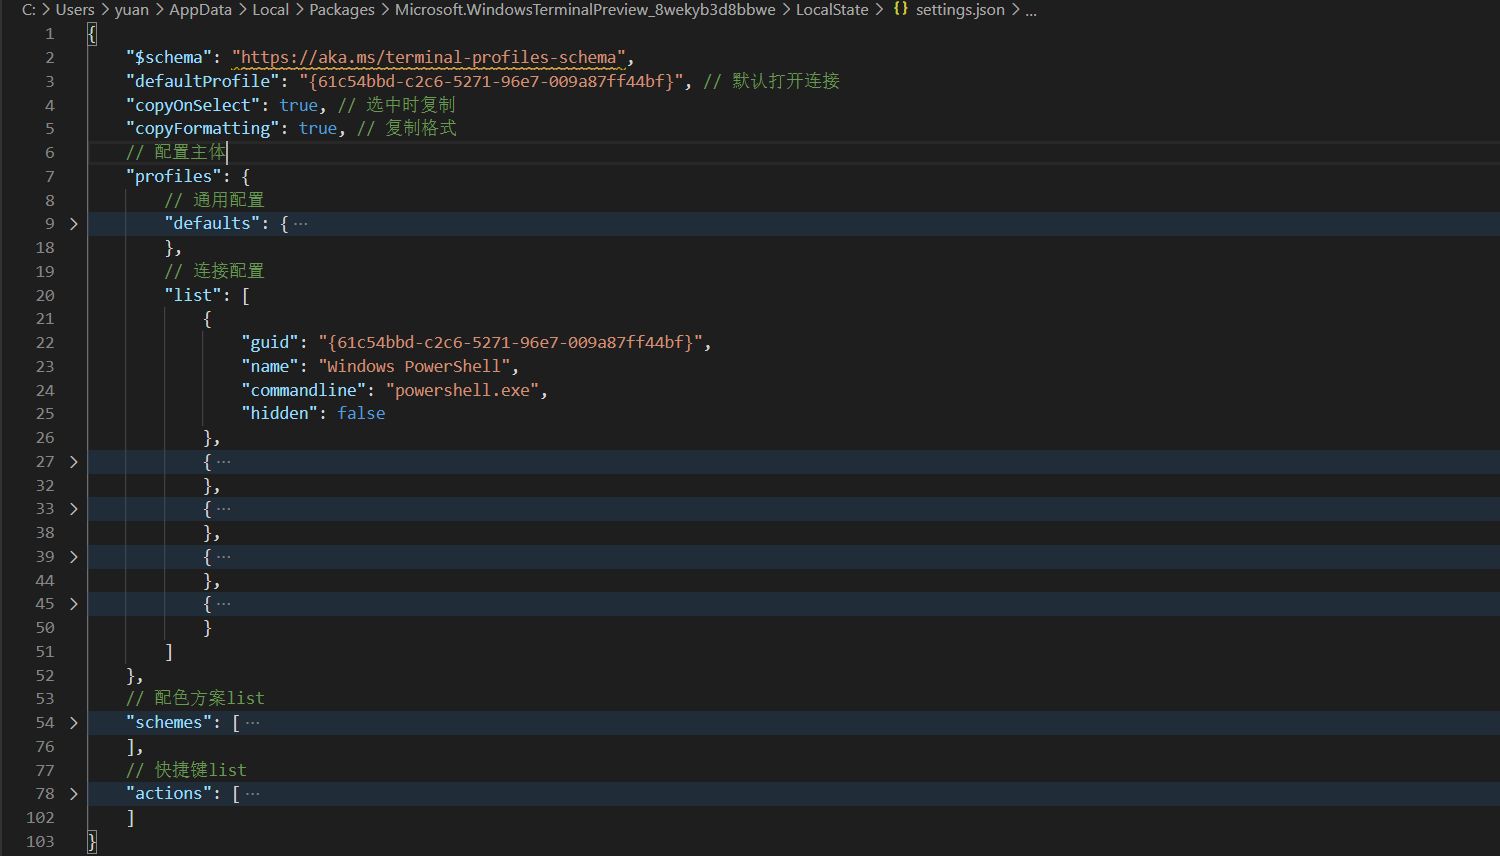 C: > Users > yuan > AppData > Local > Packages > Microsoft.WindowsTerminalPreview_8wekyb3d8bbwe > LocalState > {} settings.json > ...
1 {
2 "$schema": "https://aka.ms/terminal-profiles-schema",
3 "defaultProfile": "{61c54bbd-c2c6-5271-96e7-009a87ff44bf}", // 默认打开连接
4 "copyOnSelect": true, // 选中时复制
5 "copyFormatting": true, // 复制格式
6 // 配置主体
7 "profiles": {
8 // 通用配置
9 > "defaults": { ...
18 },
19 // 连接配置
20 "list": [
21 {
22 "guid": "{61c54bbd-c2c6-5271-96e7-009a87ff44bf}",
23 "name": "Windows PowerShell",
24 "commandline": "powershell.exe",
25 "hidden": false
26 },
27 > { ...
32 },
33 > { ...
38 },
39 > { ...
44 },
45 > { ...
50 }
51 ]
52 },
53 // 配色方案list
54 > "schemes": [ ...
76 ],
77 // 快捷键list
78 > "actions": [ ...
102 ]
103 }